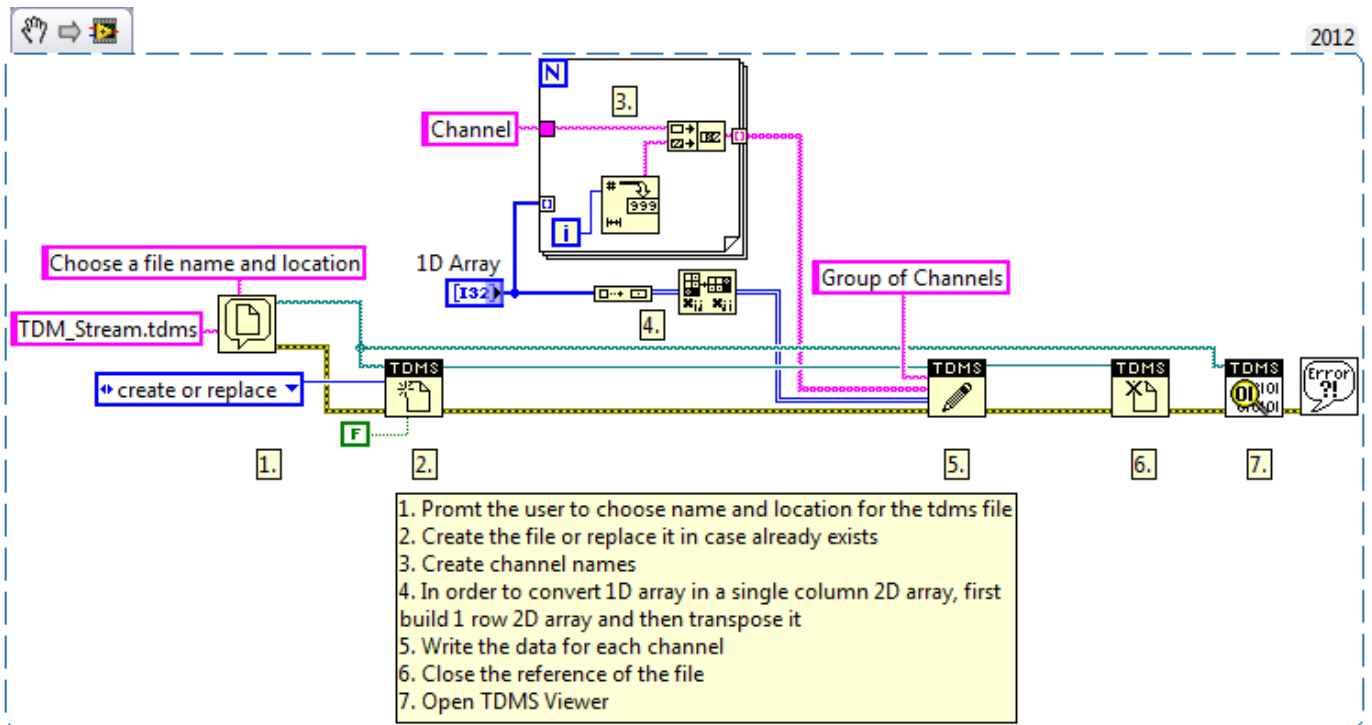 2012
N
3.
Channel
# 999
i
Choose a file name and location
1D Array
[I32]
Group of Channels
TDM_Stream.tdms
4.
create or replace
TDMS
TDMS
TDMS
TDMS
Error
?!
F
1.
2.
5.
6.
7.
1. Promt the user to choose name and location for the tdms file
2. Create the file or replace it in case already exists
3. Create channel names
4. In order to convert 1D array in a single column 2D array, first
build 1 row 2D array and then transpose it
5. Write the data for each channel
6. Close the reference of the file
7. Open TDMS Viewer